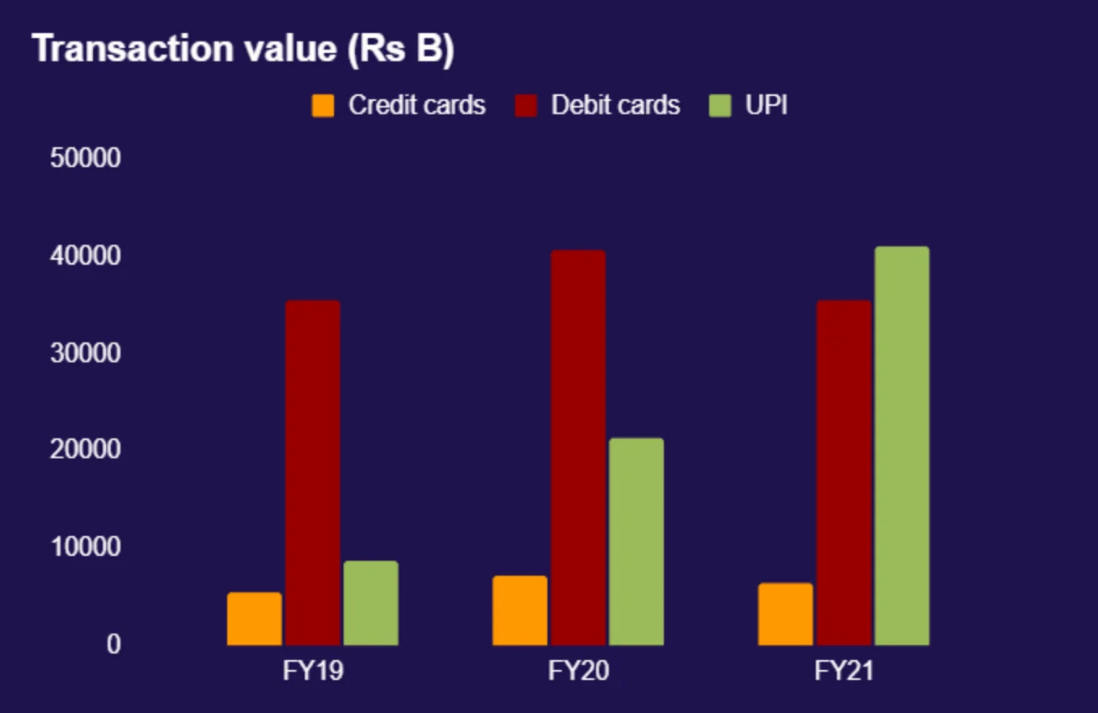 Transaction value (Rs B)
Credit cards Debit cards UPI
50000
40000
30000
20000
10000
0
FY19 FY20 FY21